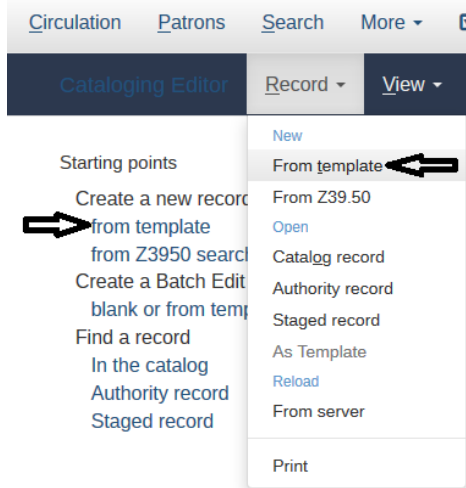 Circulation Patrons Search More
Cataloging Editor Record View
Starting points
Create a new record
from template
from Z3950
Create a Batch Edit
blank or from
Find a record
In the catalog
Authority record
Staged record
New
From template
From Z39.50
Open
Catalog record
Authority record
Staged record
As Template
Reload
From server
Print